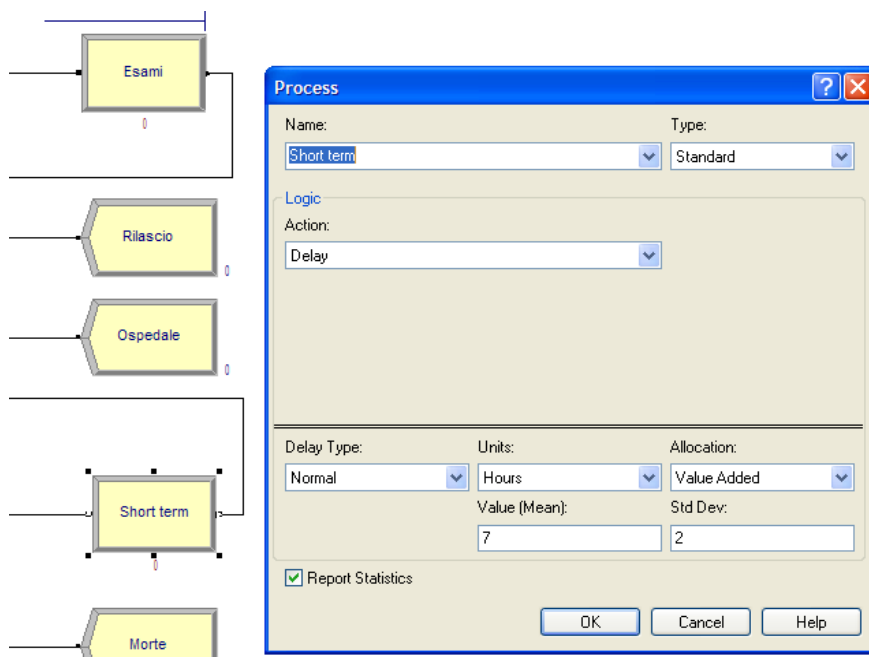 Esami
0
Rilascio
0
Ospedale
0
Short term
0
Morte
Process
?
Name:
Type:
Short term
Standard
Logic
Action:
Delay
Delay Type:
Units:
Allocation:
Normal
Hours
Value Added
Value (Mean):
Std Dev:
7
2
Report Statistics
OK
Cancel
Help